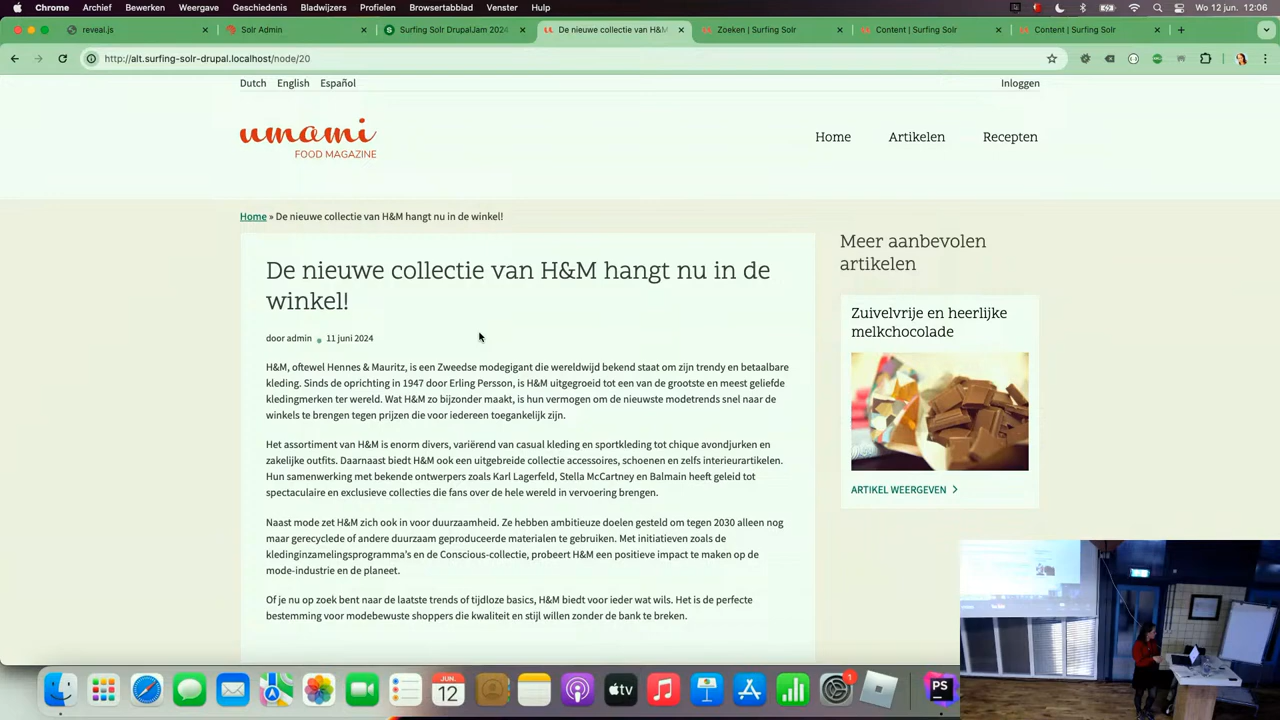 Chrome Archief Bewerken Weergave Geschiedenis Bladwijzers Profielen Browsertabblad Venster Help Wo 12 jun. 12:06
reveal.js Solr Admin Surfing Solr DrupalJam 2024 De nieuwe collectie van H&M Zoeken | Surfing Solr Content | Surfing Solr Content | Surfing Solr
http://alt.surfing-solr-drupal.localhost/node/20
Dutch English Español Inloggen
umami
FOOD MAGAZINE
Home Artikelen Recepten
Home » De nieuwe collectie van H&M hangt nu in de winkel!
De nieuwe collectie van H&M hangt nu in de
winkel!
door admin 11 juni 2024
H&M, oftewel Hennes & Mauritz, is een Zweedse modegigant die wereldwijd bekend staat om zijn trendy en betaalbare
kleding. Sinds de oprichting in 1947 door Erling Persson, is H&M uitgegroeid tot een van de grootste en meest geliefde
kledingmerken ter wereld. Wat H&M zo bijzonder maakt, is hun vermogen om de nieuwste modetrends snel naar de
winkels te brengen tegen prijzen die voor iedereen toegankelijk zijn.
Het assortiment van H&M is enorm divers, variërend van casual kleding en sportkleding tot chique avondjurken en
zakelijke outfits. Daarnaast biedt H&M ook een uitgebreide collectie accessoires, schoenen en zelfs interieurartikelen.
Hun samenwerking met bekende ontwerpers zoals Karl Lagerfeld, Stella McCartney en Balmain heeft geleid tot
spectaculaire en exclusieve collecties die fans over de hele wereld in vervoering brengen.
Naast mode zet H&M zich ook in voor duurzaamheid. Ze hebben ambitieuze doelen gesteld om tegen 2030 alleen nog
maar gerecyclede of andere duurzaam geproduceerde materialen te gebruiken. Met initiatieven zoals de
kledinginzamelingsprogramma's en de Conscious-collectie, probeert H&M een positieve impact te maken op de
mode-industrie en de planeet.
Of je nu op zoek bent naar de laatste trends of tijdloze basics, H&M biedt voor ieder wat wils. Het is de perfecte
bestemming voor modebewuste shoppers die kwaliteit en stijl willen zonder de bank te breken.
Meer aanbevolen
artikelen
Zuivelvrije en heerlijke
melkchocolade
ARTIKEL WEERGEVEN
JUN.
12
tv
1
PS